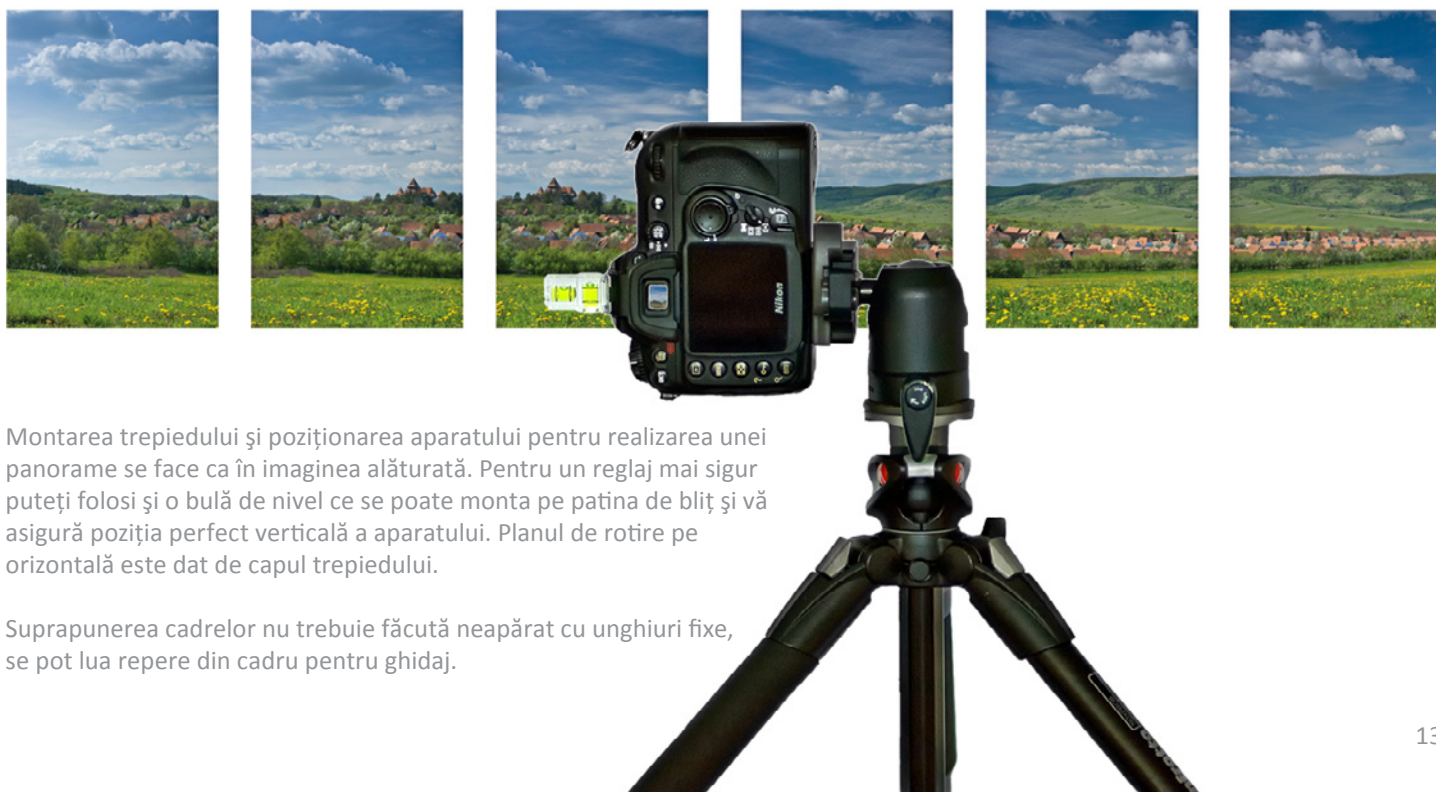 Nikon
Montarea trepiedului şi poziționarea aparatului pentru realizarea unei
panorame se face ca în imaginea alăturată. Pentru un reglaj mai sigur
puteți folosi şi o bulă de nivel ce se poate monta pe patina de bliț şi vă
asigură poziția perfect verticală a aparatului. Planul de rotire pe
orizontală este dat de capul trepiedului.
Suprapunerea cadrelor nu trebuie făcută neapărat cu unghiuri fixe,
se pot lua repere din cadru pentru ghidaj.
13